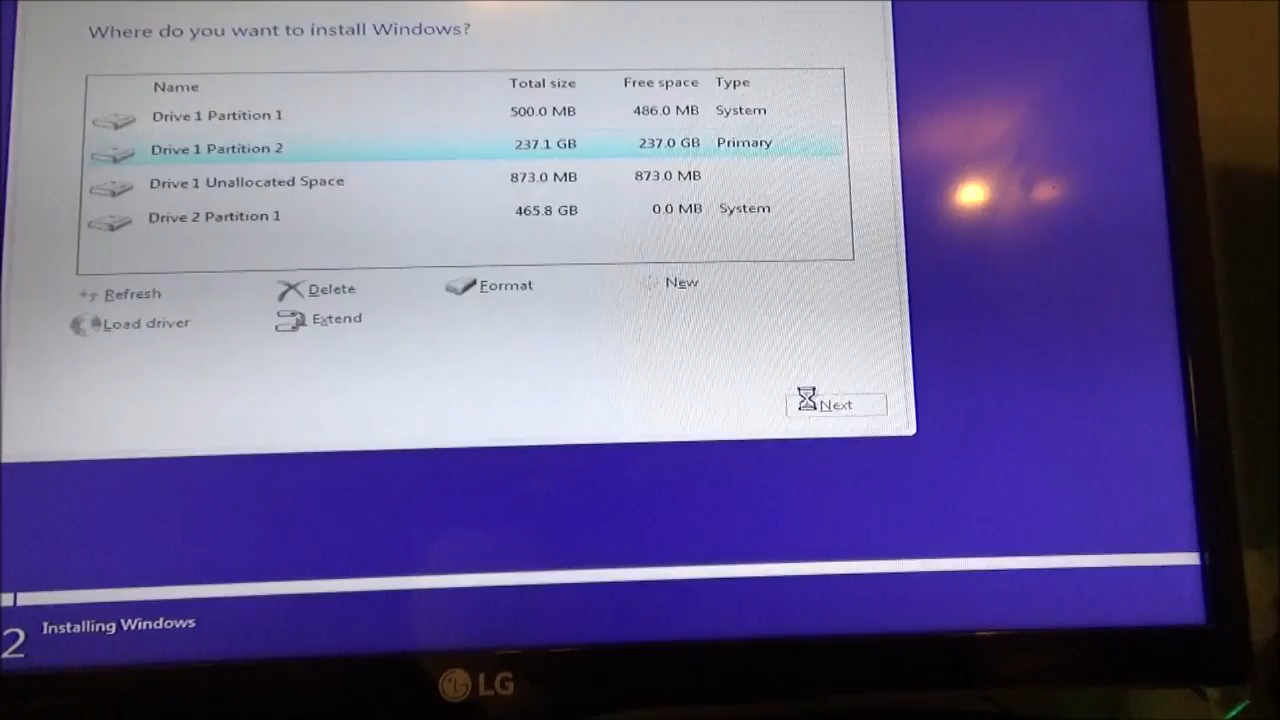 Where do you want to install Windows?
Name Total size Free space Type
Drive 1 Partition 1 500.0 MB 486.0 MB System
Drive 1 Partition 2 237.1 GB 237.0 GB Primary
Drive 1 Unallocated Space 873.0 MB 873.0 MB
Drive 2 Partition 1 465.8 GB 0.0 MB System
Refresh Delete Format New
Load driver Extend
Next
2 Installing Windows
LG